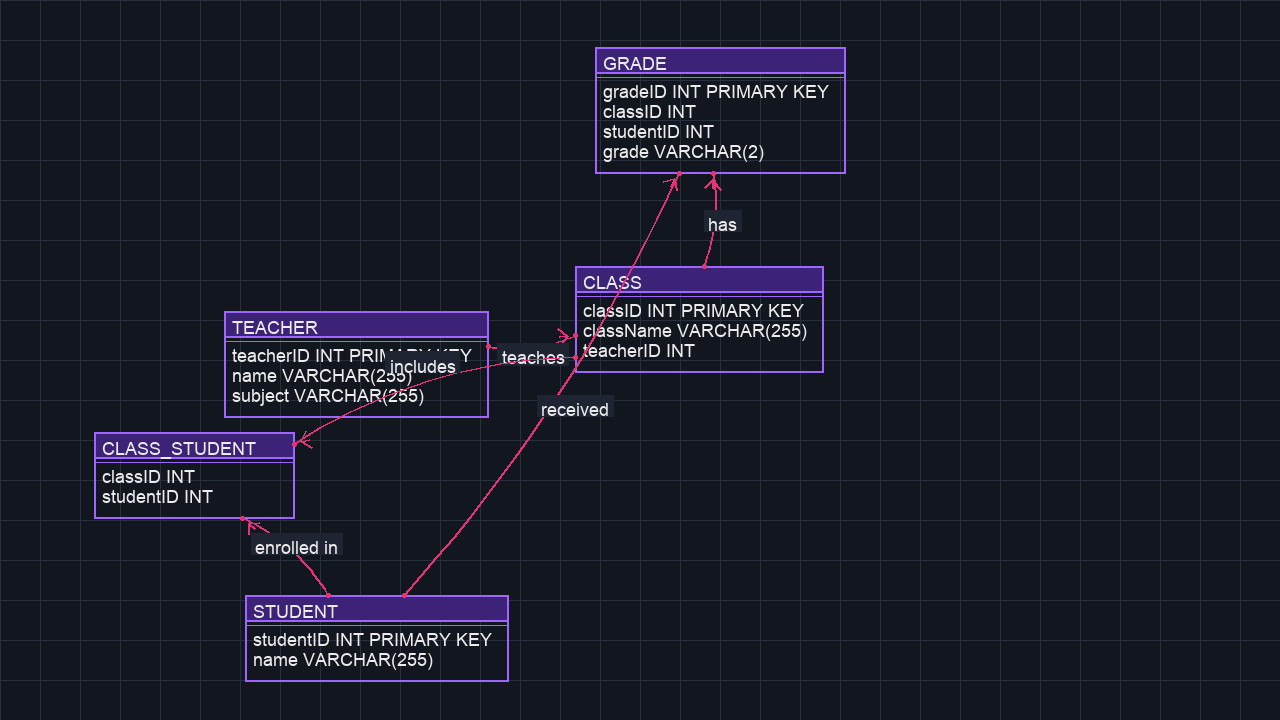 GRADE
gradeID INT PRIMARY KEY
classID INT
studentID INT
grade VARCHAR(2)
has
CLASS
classID INT PRIMARY KEY
className VARCHAR(255)
teacherID INT
TEACHER
teacherID INT PRIMARY KEY
name VARCHAR(255)
subject VARCHAR(255)
teaches
includes
received
CLASS_STUDENT
classID INT
studentID INT
enrolled in
STUDENT
studentID INT PRIMARY KEY
name VARCHAR(255)